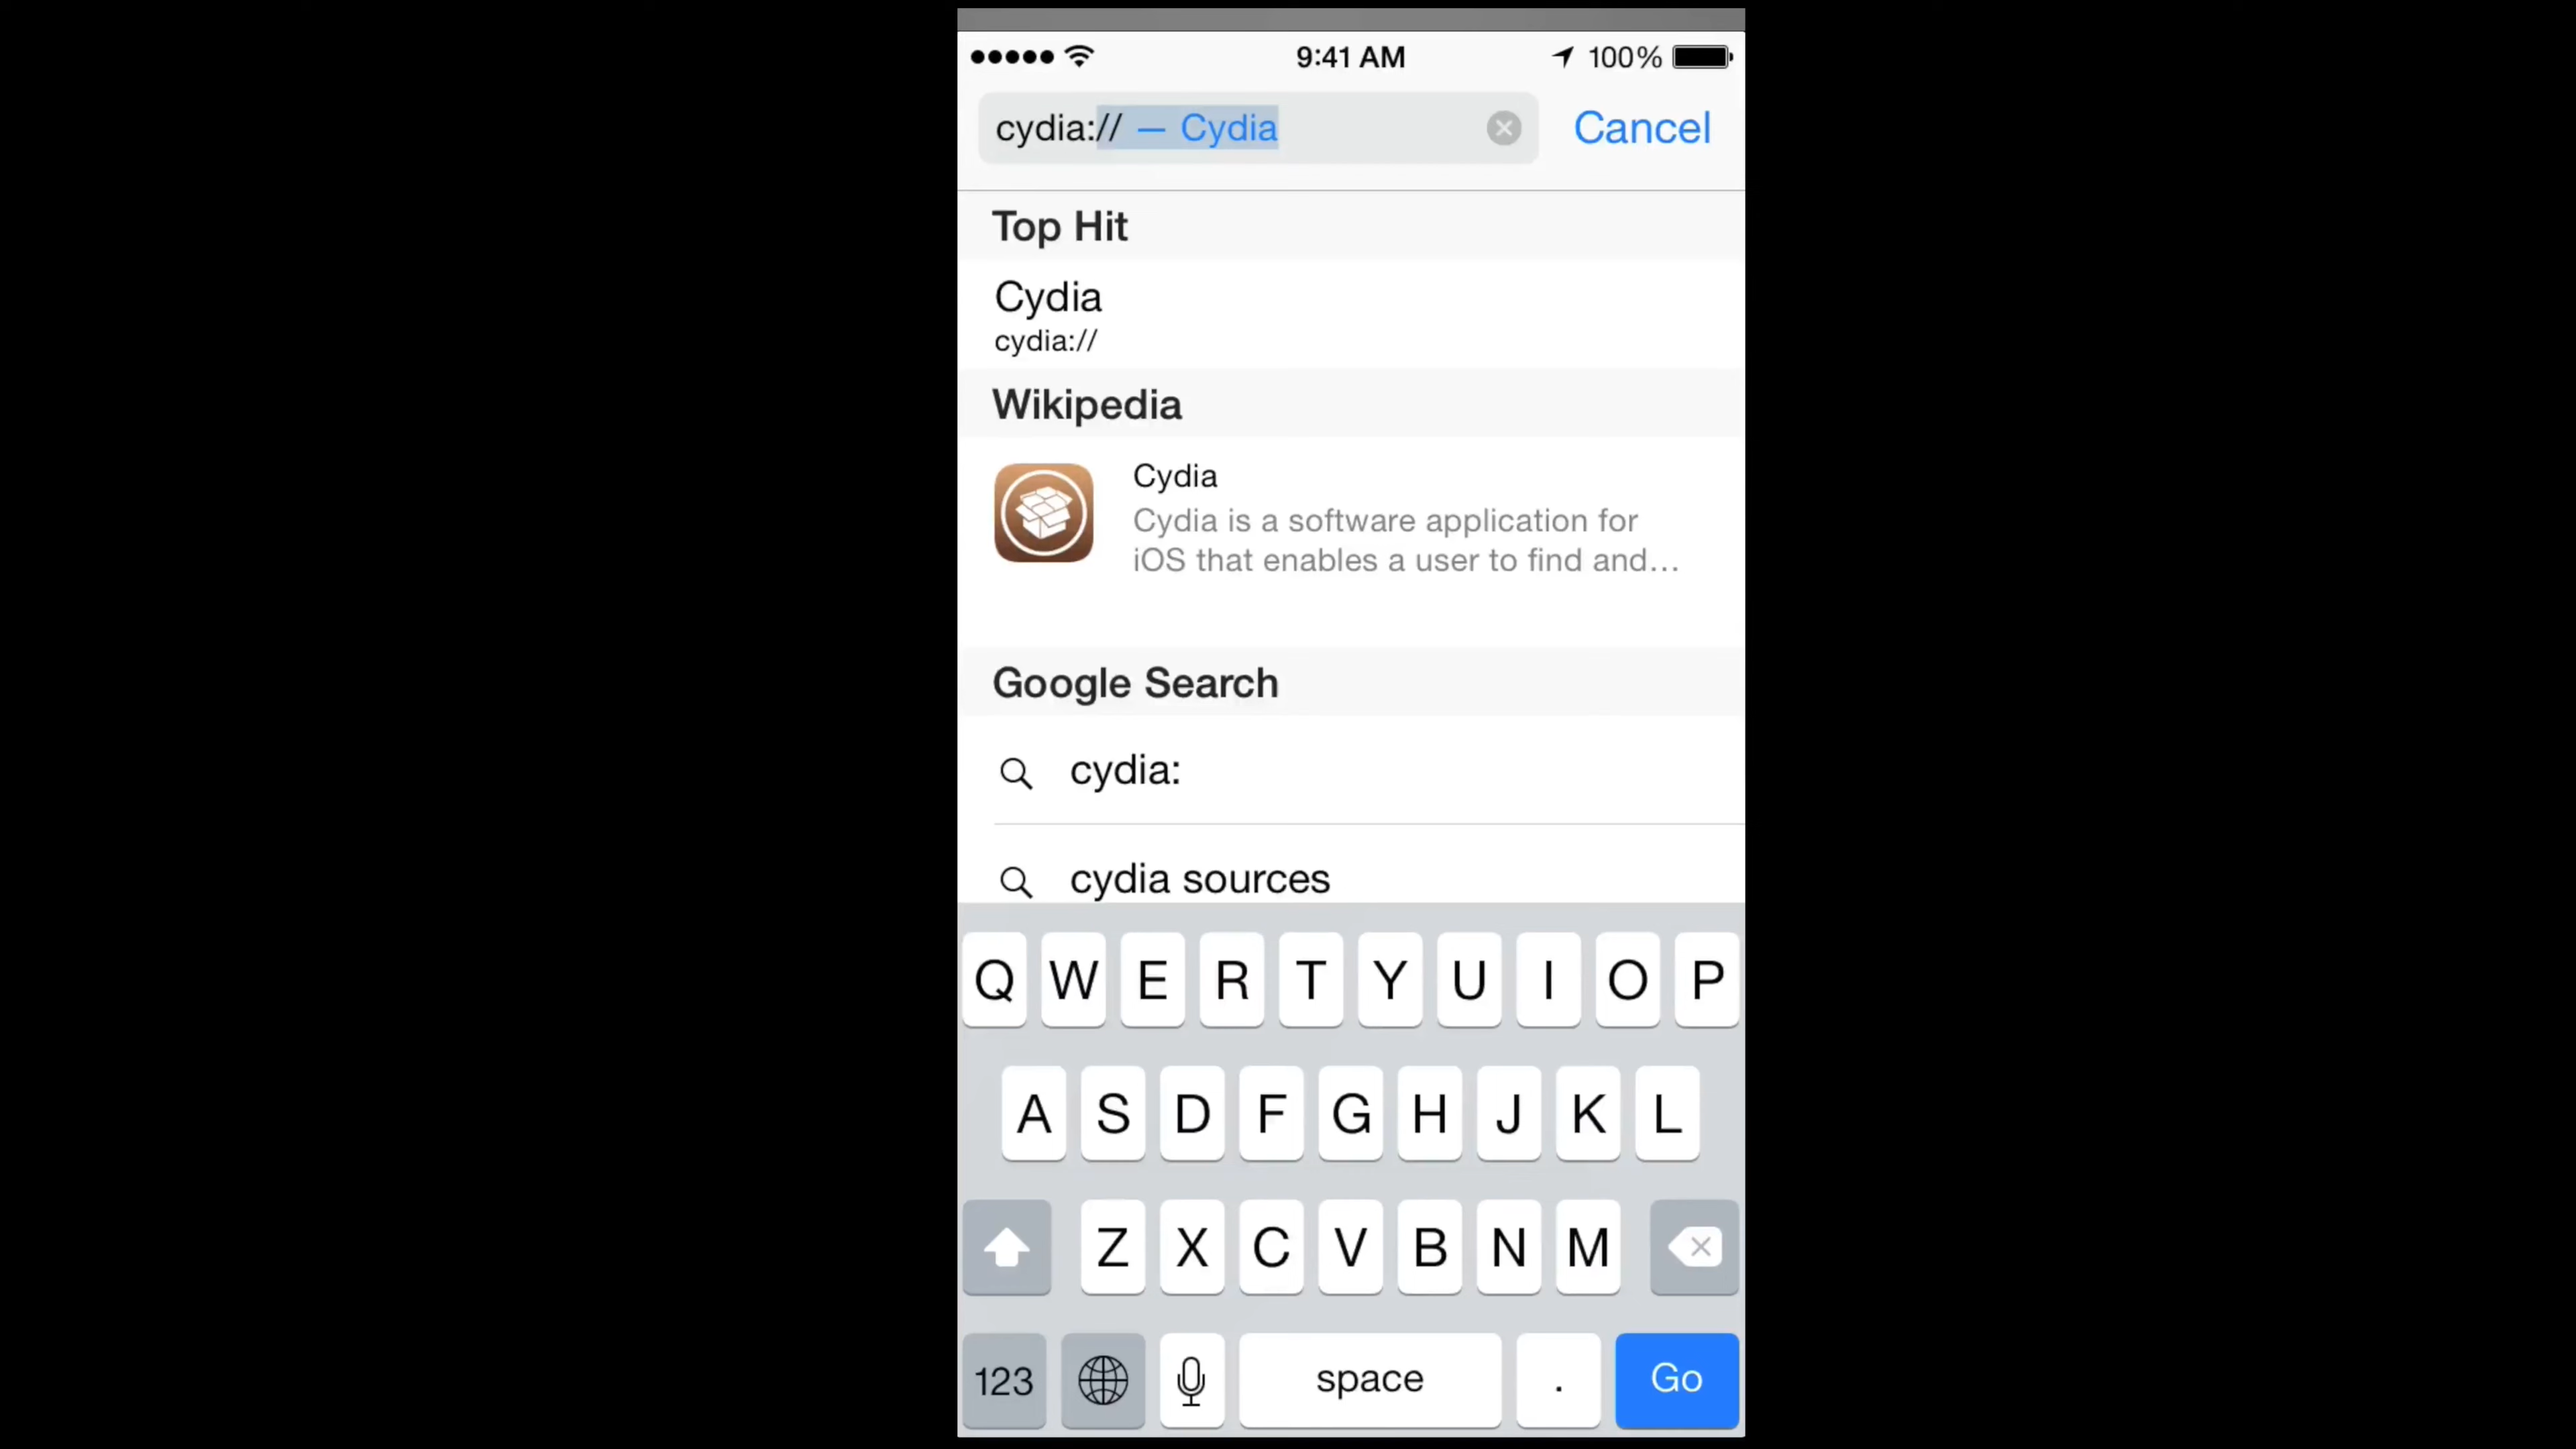 9:41 AM 100%
cydia:// — Cydia Cancel
Top Hit
Cydia
cydia://
Wikipedia
Cydia
Cydia is a software application for
iOS that enables a user to find and...
Google Search
cydia:
cydia sources
Q W E R T Y U I O P
A S D F G H J K L
Z X C V B N M
123 space . Go